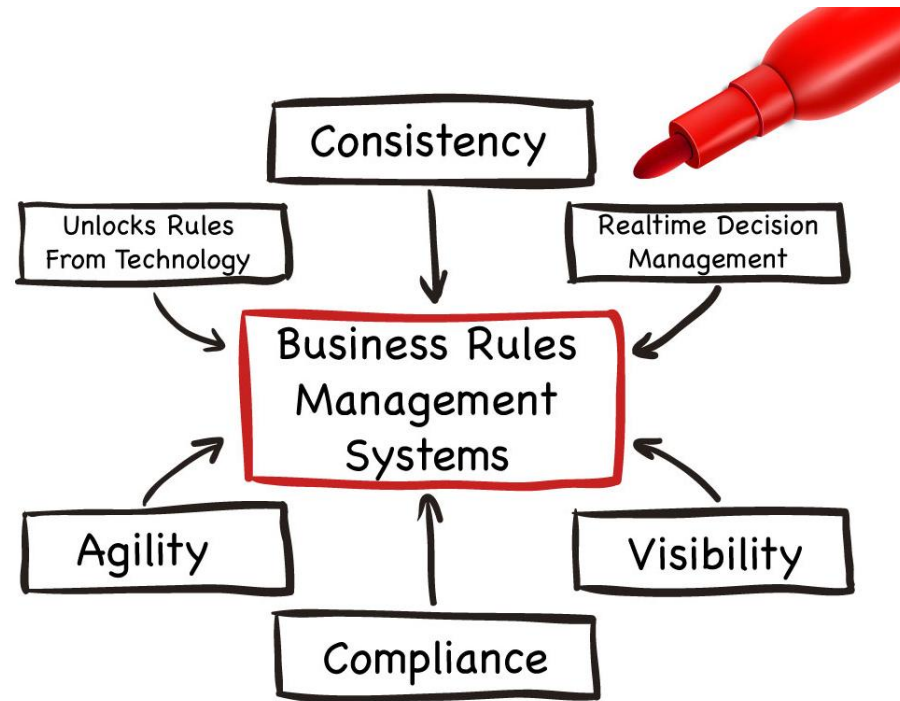 Consistency
Unlocks Rules
From Technology
Realtime Decision
Management
Business Rules
Management
Systems
Agility
Visibility
Compliance